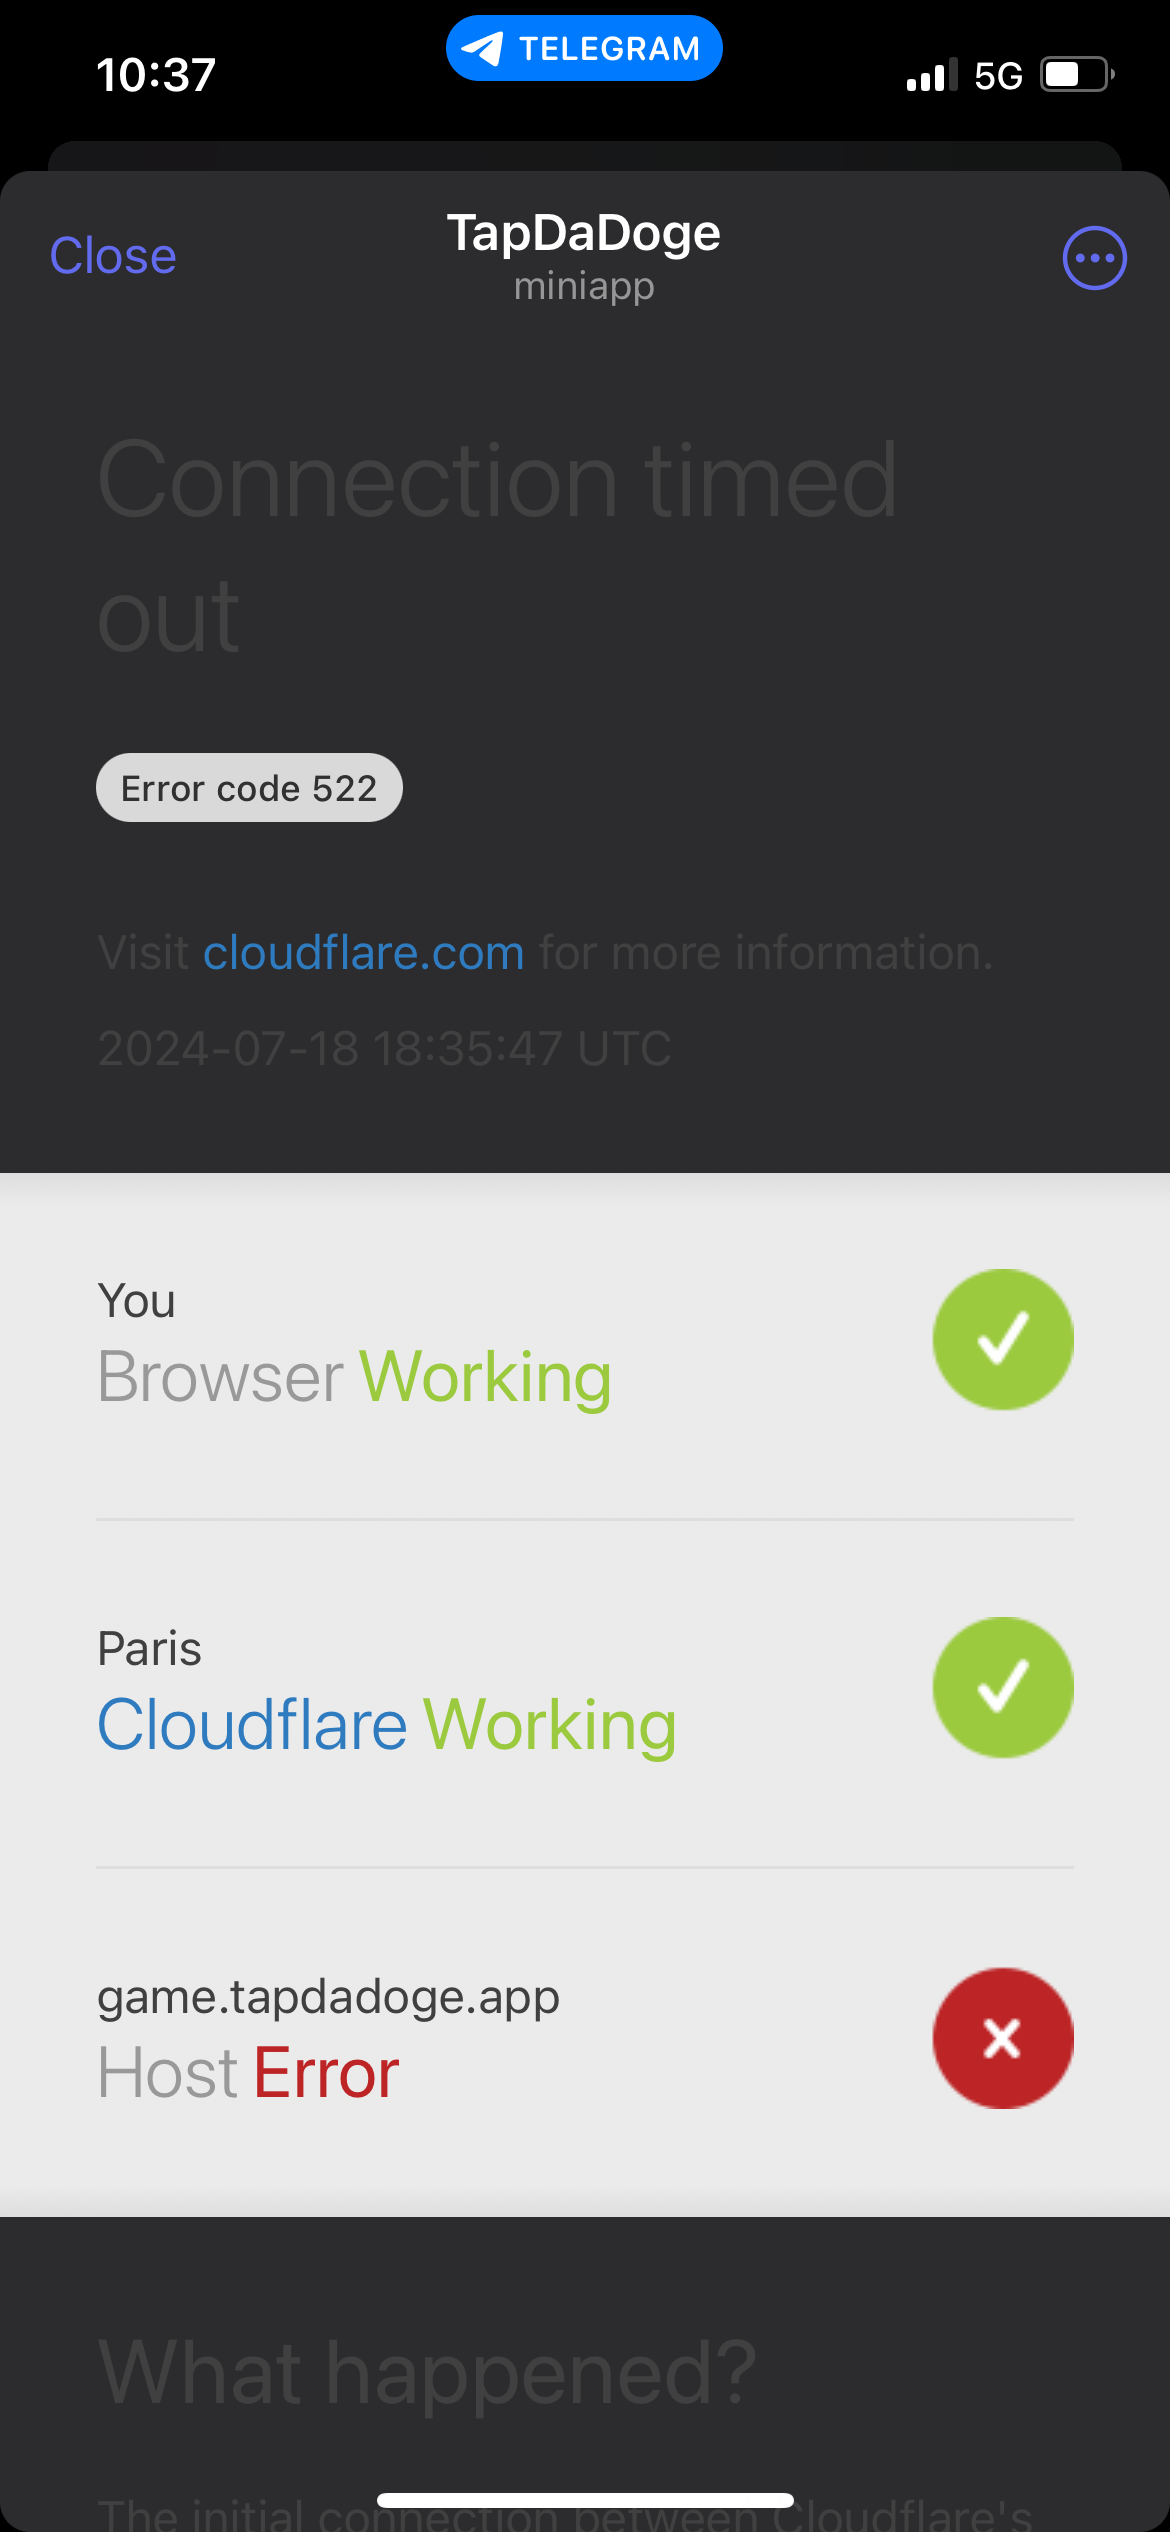 10:37
TELEGRAM
5G
Close
TapDaDoge
miniapp
Connection timed
out
Error code 522
Visit cloudflare.com for more information.
2024-07-18 18:35:47 UTC
You
Browser Working
Paris
Cloudflare Working
game.tapdadoge.app
Host Error
What happened?
The initial connection between Cloudflare's